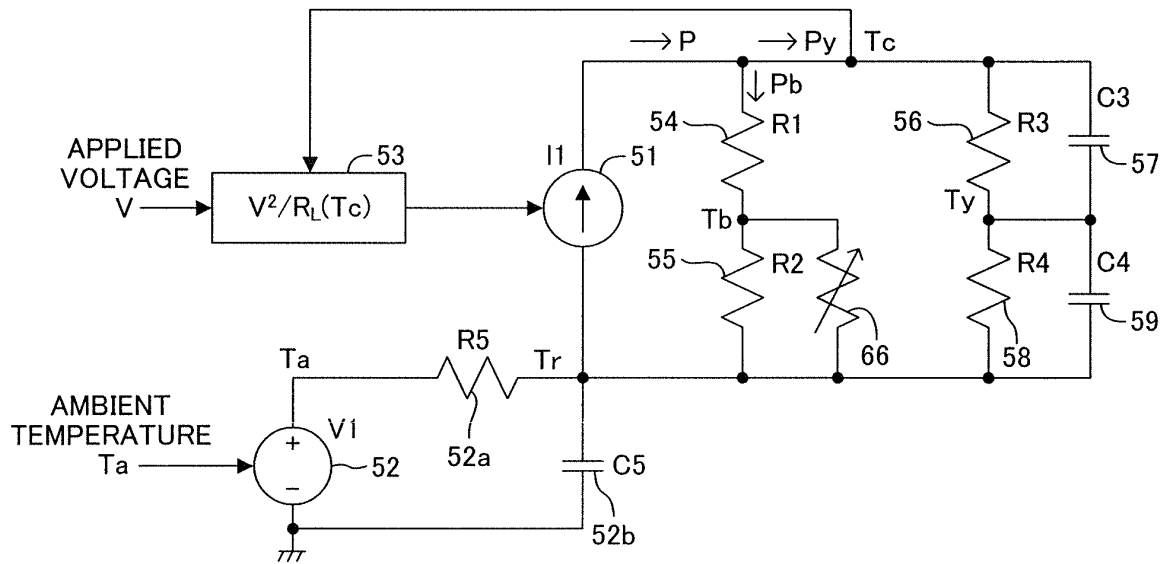 P
Py
Tc
Pb
C3
54
R1
56
R3
57
APPLIED
VOLTAGE
V
53
V²/RL(Tc)
I1
51
Tb
Ty
55
R2
R4
C4
59
66
58
Ta
R5
Tr
AMBIENT
TEMPERATURE
Ta
V1
+
−
52
52a
C5
52b